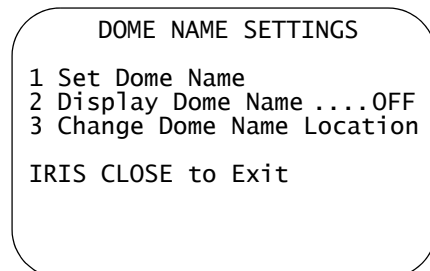 DOME NAME SETTINGS
1 Set Dome Name
2 Display Dome Name ....OFF
3 Change Dome Name Location
IRIS CLOSE to Exit